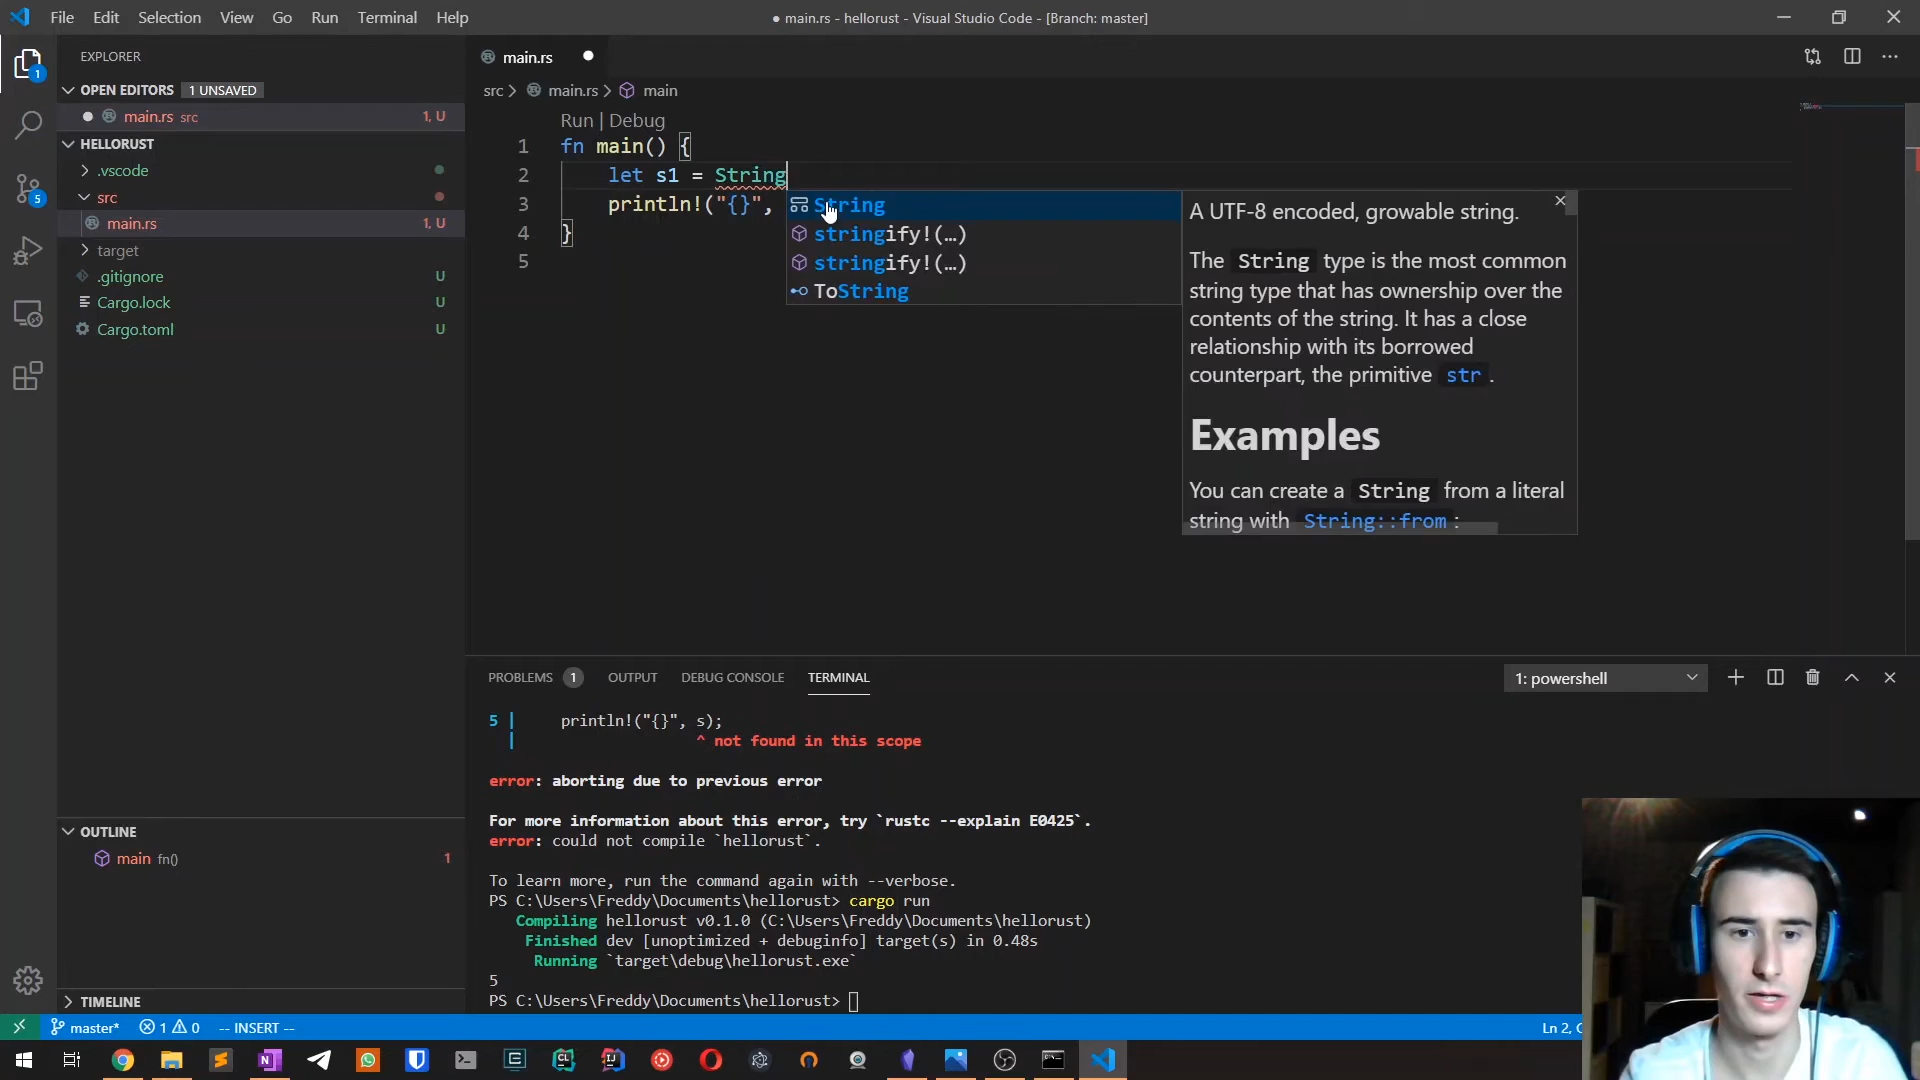 File Edit Selection View Go Run Terminal Help
● main.rs - hellorust - Visual Studio Code - [Branch: master]
EXPLORER
OPEN EDITORS 1 UNSAVED
main.rs src 1, U
HELLORUST
.vscode
src
main.rs 1, U
target
.gitignore U
Cargo.lock U
Cargo.toml U
OUTLINE
main fn() 1
TIMELINE
1
5
main.rs
src > main.rs > main
Run | Debug
1 fn main() {
2 let s1 = String
3 println!("{}",
4 }
5
String
stringify!(…)
stringify!(…)
ToString
A UTF-8 encoded, growable string.
The String type is the most common
string type that has ownership over the
contents of the string. It has a close
relationship with its borrowed
counterpart, the primitive str .
Examples
You can create a String from a literal
string with String::from :
PROBLEMS 1 OUTPUT DEBUG CONSOLE TERMINAL
1: powershell
5 | println!("{}", s);
| ^ not found in this scope
error: aborting due to previous error
For more information about this error, try `rustc --explain E0425`.
error: could not compile `hellorust`.
To learn more, run the command again with --verbose.
PS C:\Users\Freddy\Documents\hellorust> cargo run
Compiling hellorust v0.1.0 (C:\Users\Freddy\Documents\hellorust)
Finished dev [unoptimized + debuginfo] target(s) in 0.48s
Running `target\debug\hellorust.exe`
5
PS C:\Users\Freddy\Documents\hellorust>
master* 1 0 -- INSERT --
Ln 2, C